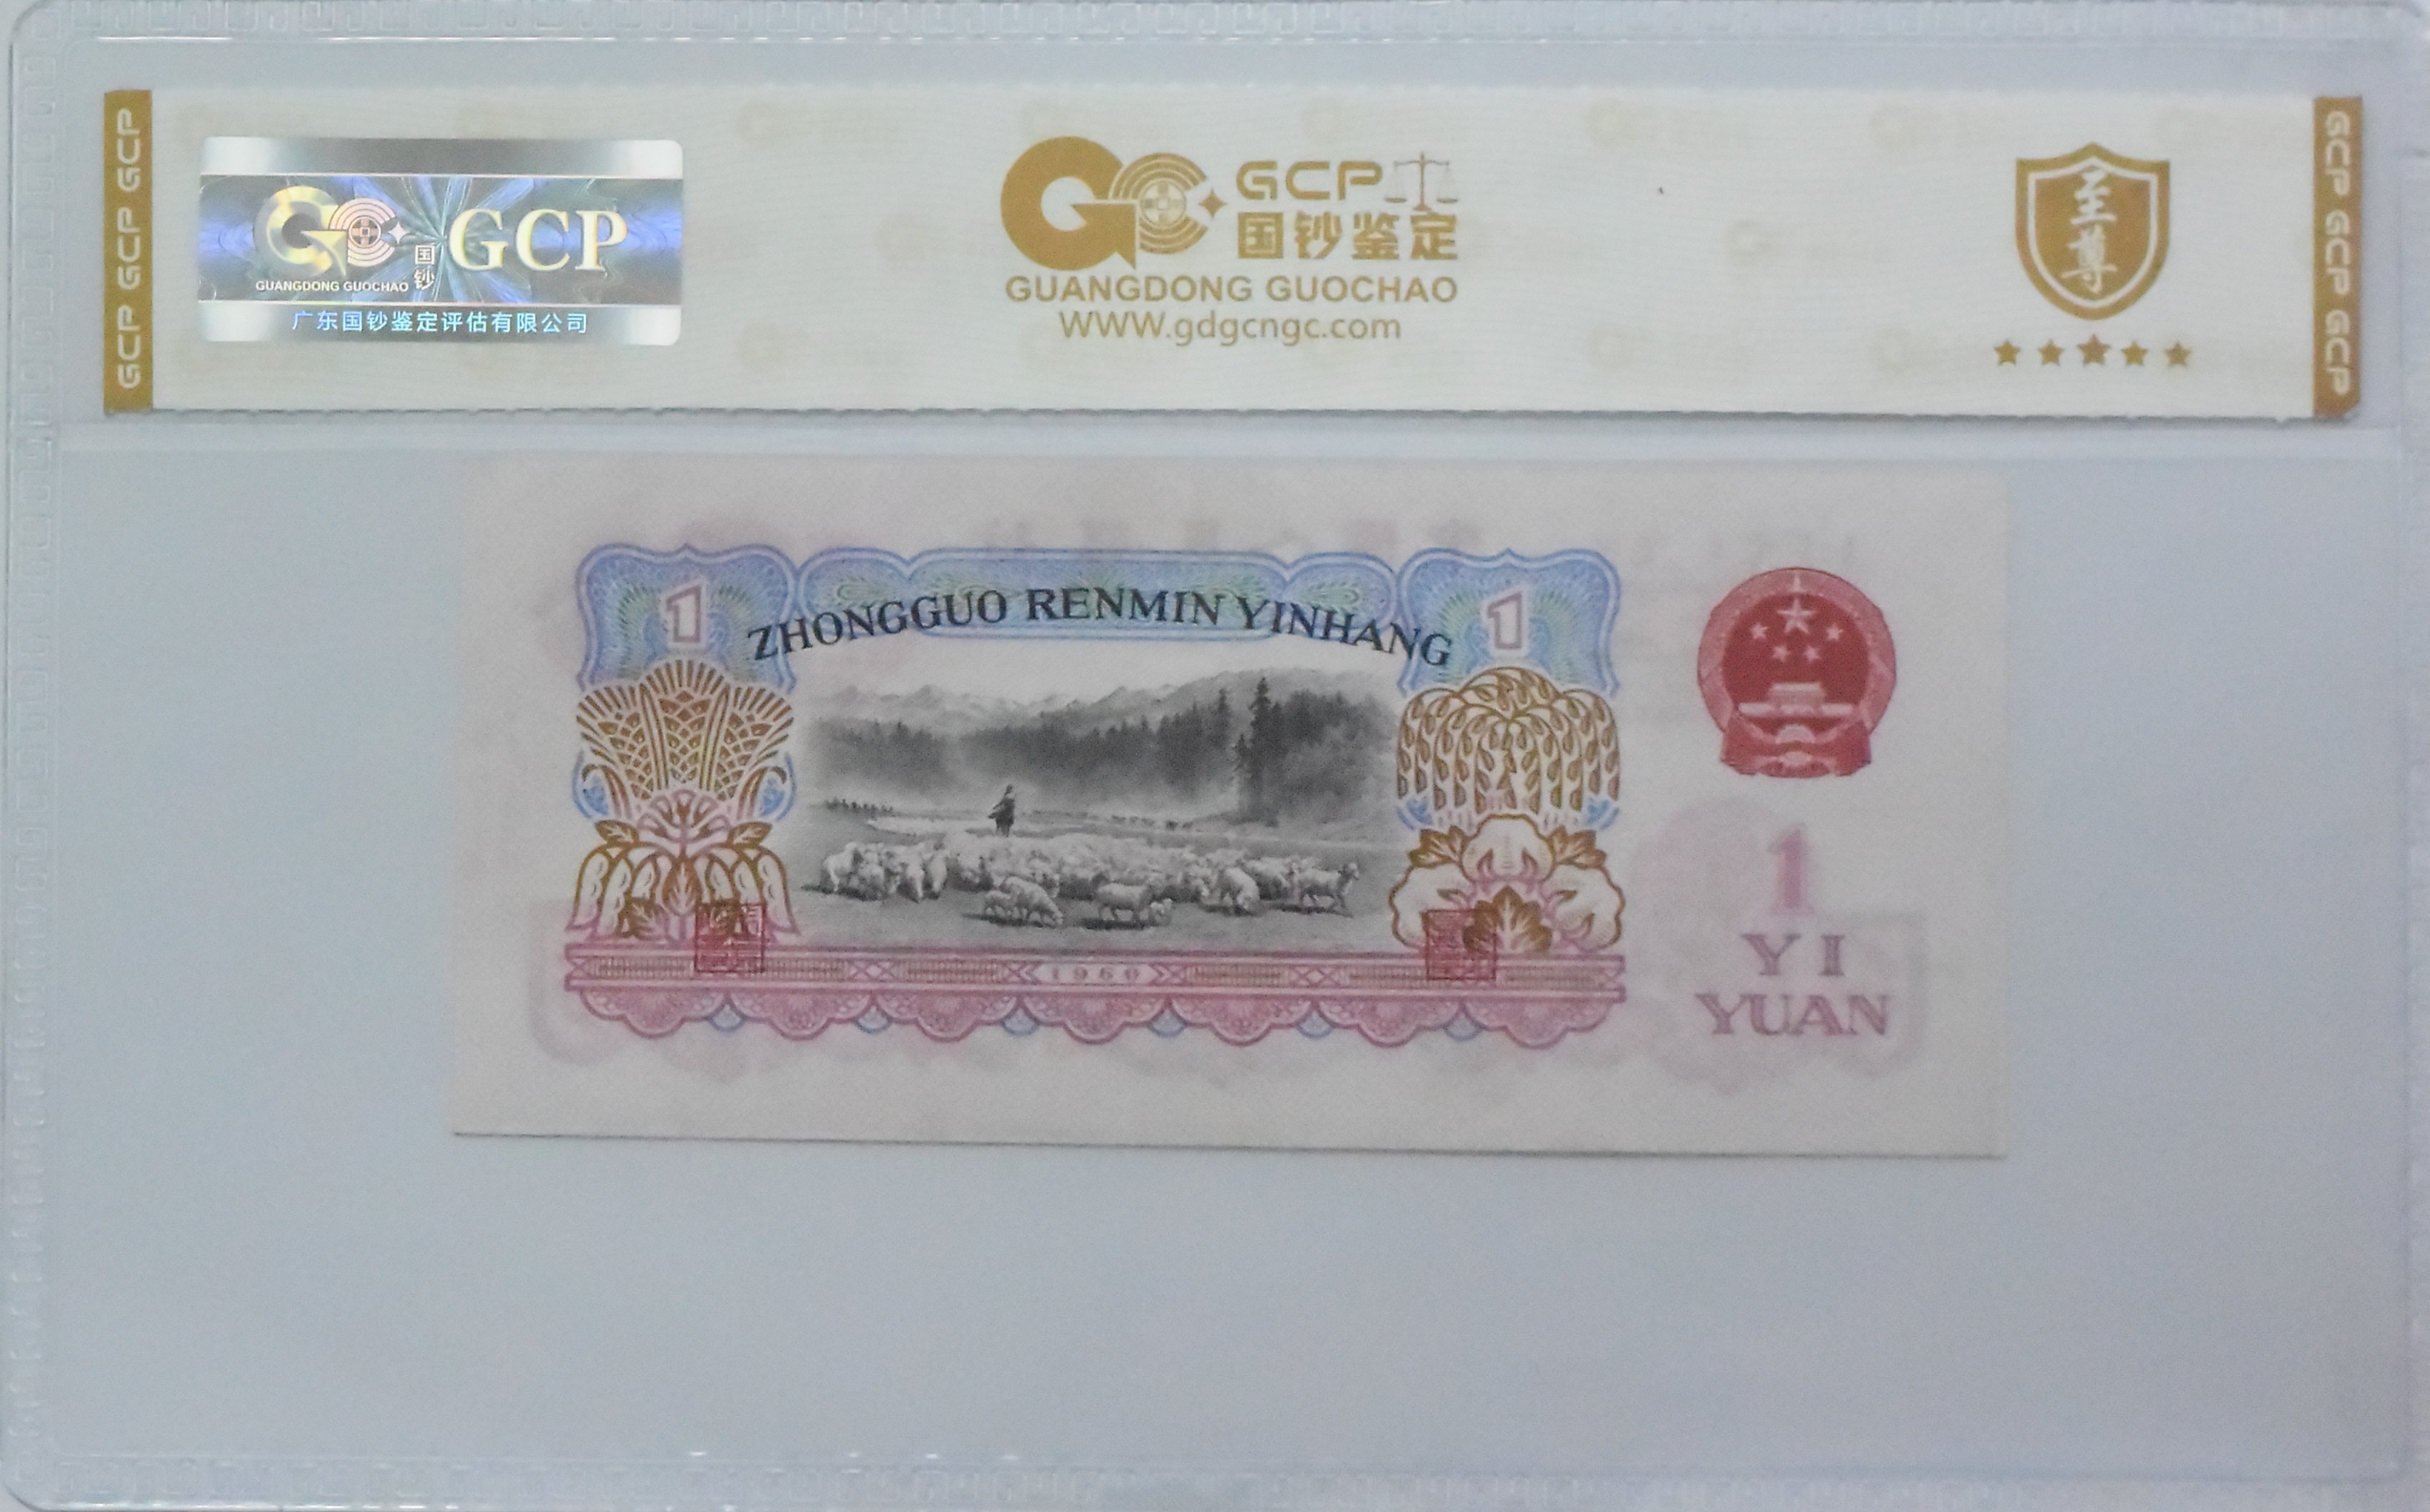 GCP GCP GCP
GUANGDONG GUOCHAO
国钞
GCP
广东国钞鉴定评估有限公司
GCP
国钞鉴定
GUANGDONG GUOCHAO
WWW.gdgcngc.com
至尊
GCP GCP GCP
1
ZHONGGUO RENMIN YINHANG
1
1960
1
YI
YUAN